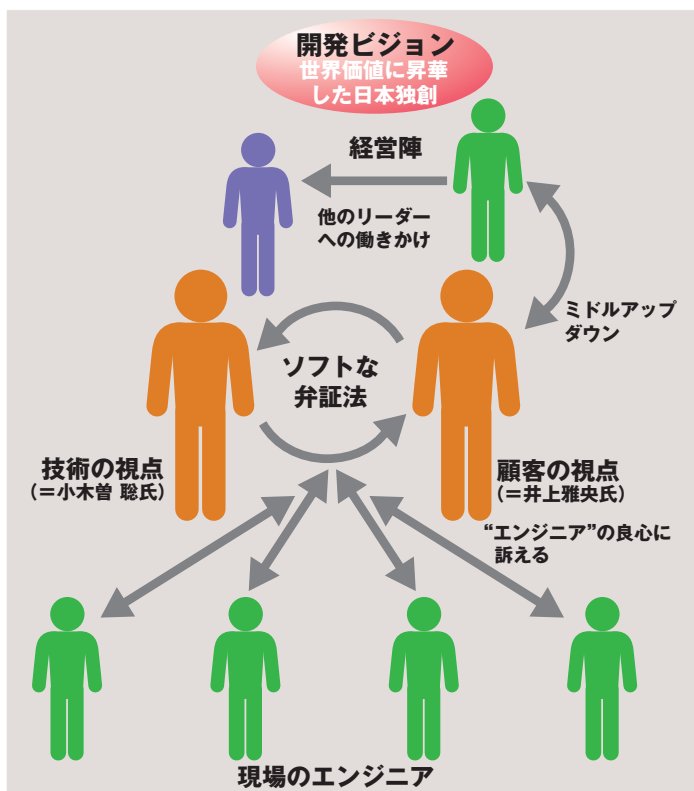 開発ビジョン
世界価値に昇華
した日本独創
経営陣
他のリーダー
への働きかけ
ミドルアップ
ダウン
ソフトな
弁証法
技術の視点
(=小木曽 聡氏)
顧客の視点
(=井上雅央氏)
“エンジニア”の良心に
訴える
現場のエンジニア